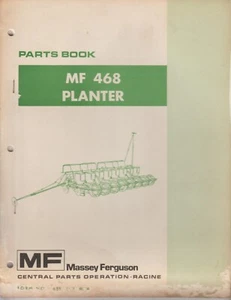 PARTS BOOK
MF 468
PLANTER
MF Massey Ferguson
CENTRAL PARTS OPERATION-RACINE